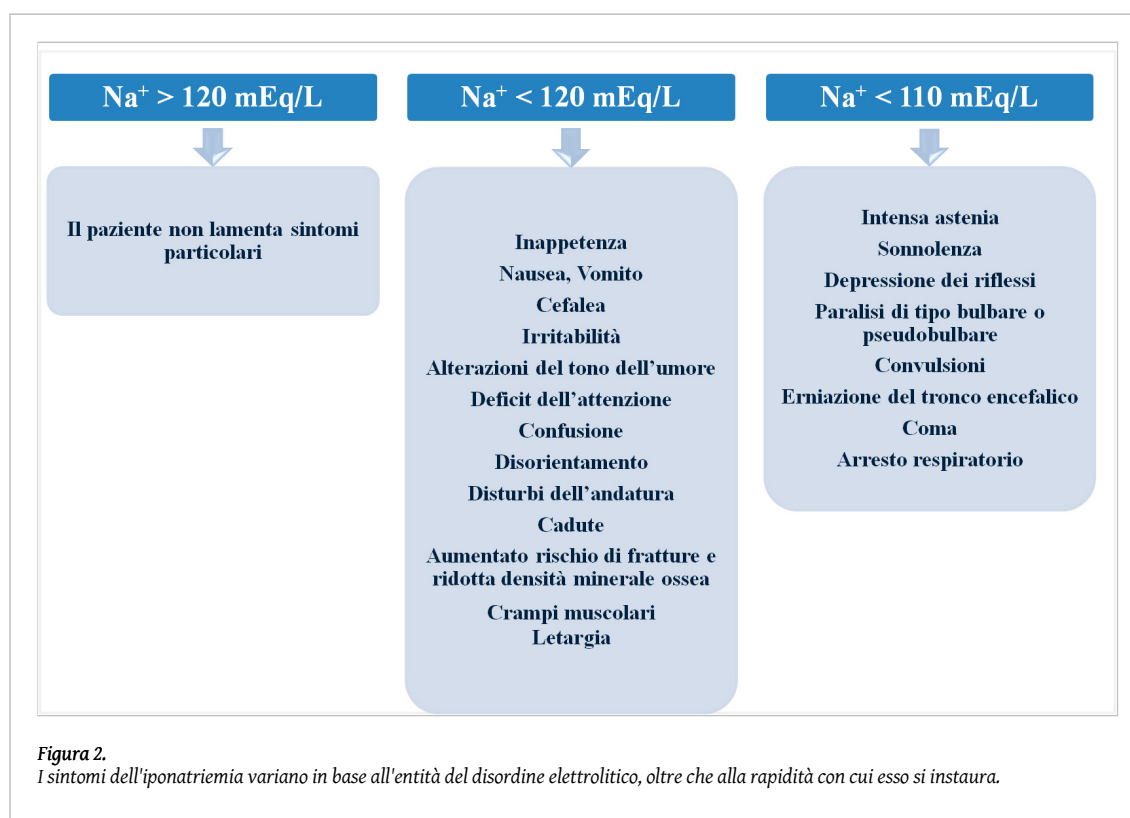 Na⁺ > 120 mEq/L
Il paziente non lamenta sintomi
particolari
Na⁺ < 120 mEq/L
Inappetenza
Nausea, Vomito
Cefalea
Irritabilità
Alterazioni del tono dell’umore
Deficit dell’attenzione
Confusione
Disorientamento
Disturbi dell’andatura
Cadute
Aumentato rischio di fratture e
ridotta densità minerale ossea
Crampi muscolari
Letargia
Na⁺ < 110 mEq/L
Intensa astenia
Sonnolenza
Depressione dei riflessi
Paralisi di tipo bulbare o
pseudobulbare
Convulsioni
Erniazione del tronco encefalico
Coma
Arresto respiratorio
Figura 2.
I sintomi dell'iponatriemia variano in base all'entità del disordine elettrolitico, oltre che alla rapidità con cui esso si instaura.